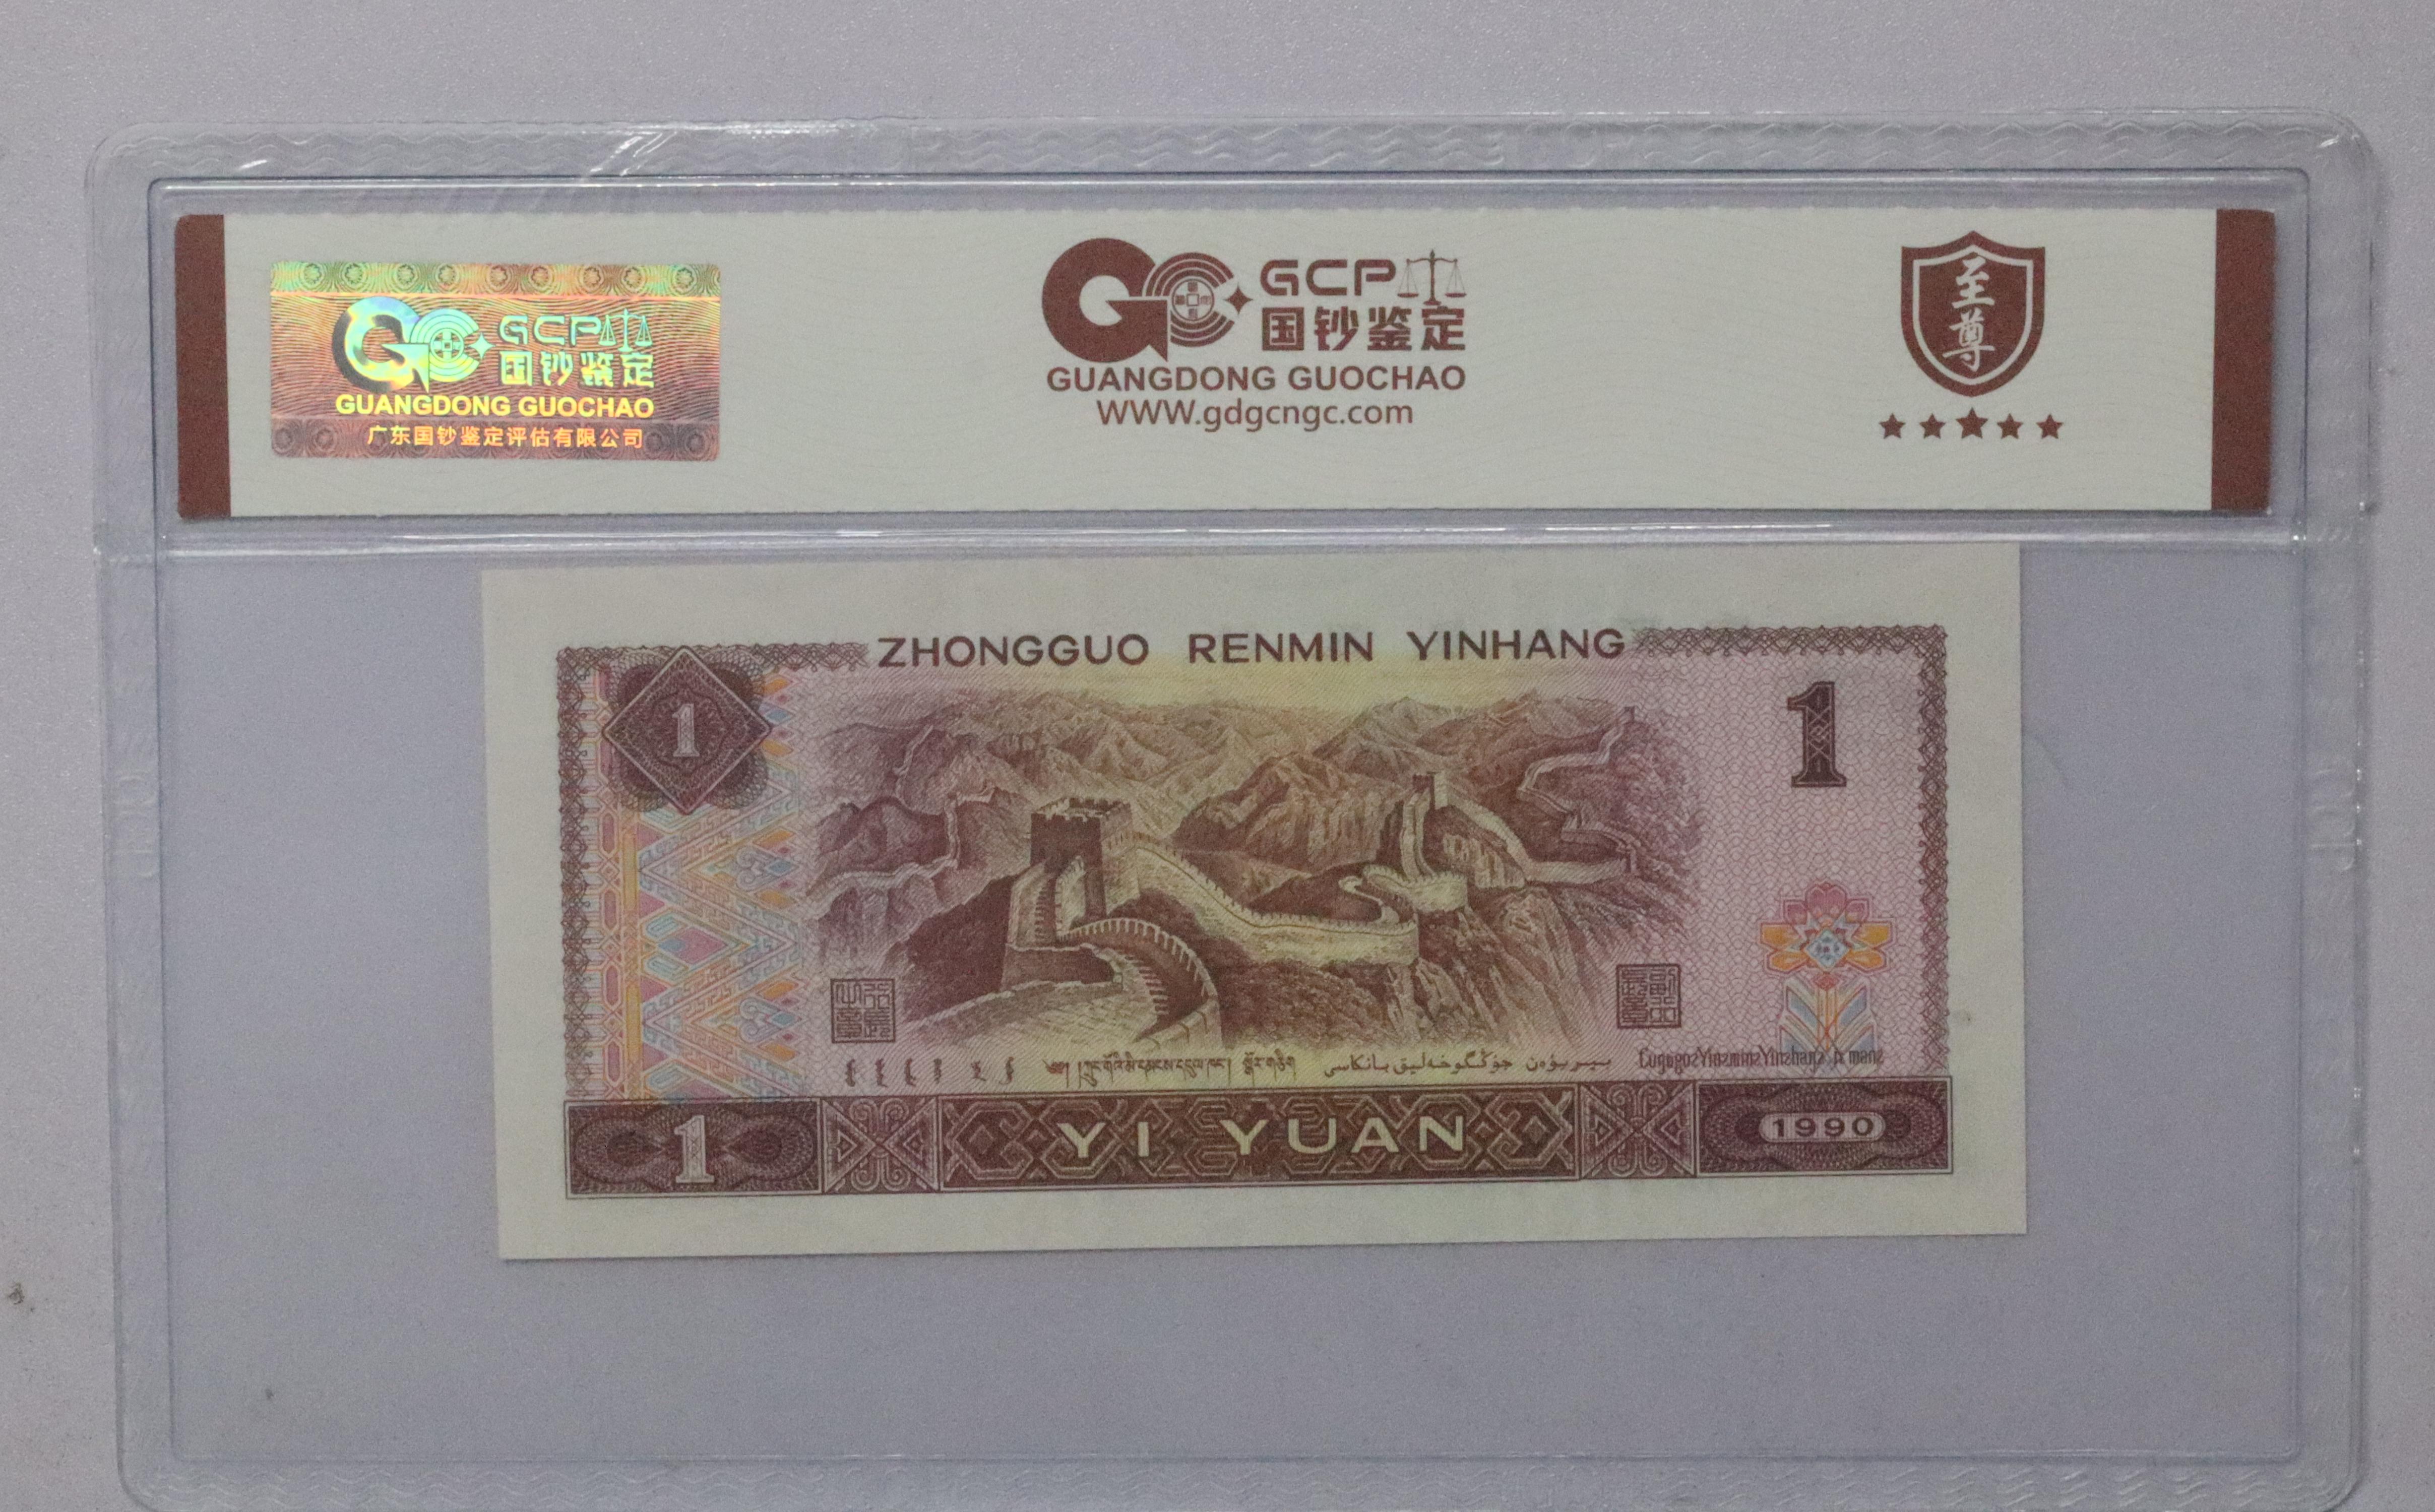 GCP
国钞鉴定
GUANGDONG GUOCHAO
广东国钞鉴定评估有限公司
GCP
国钞鉴定
GUANGDONG GUOCHAO
WWW.gdgcngc.com
至尊
ZHONGGUO RENMIN YINHANG
1
1
1
YI YUAN
1990